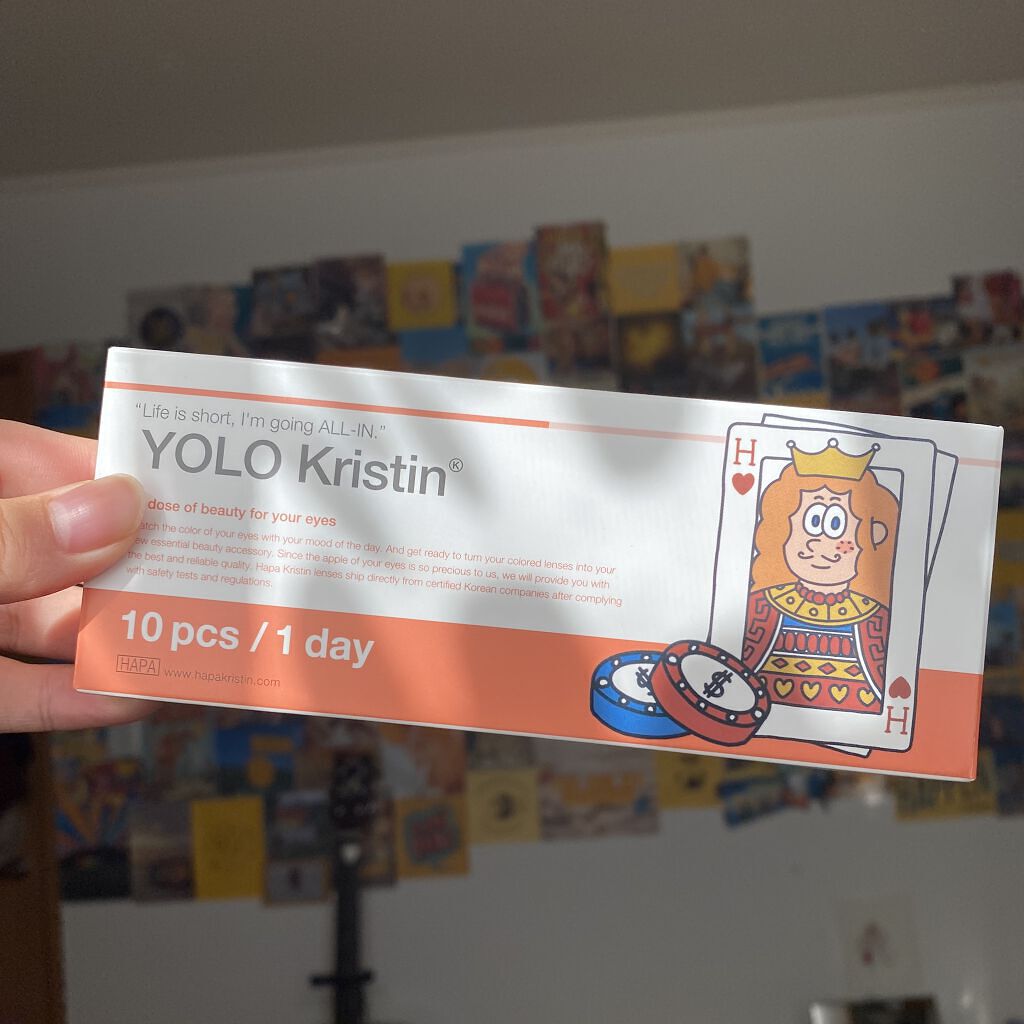 “Life is short, I'm going ALL-IN.”
YOLO Kristin®
dose of beauty for your eyes
the color of your eyes with your mood of the day. And get ready to turn your colored lenses into your
essential beauty accessory. Since the apple of your eyes is so precious to us, we will provide you with
the best and reliable quality. Hapa Kristin lenses ship directly from certified Korean companies after complying
with safety tests and regulations.
10 pcs / 1 day
HAPA www.hapakristin.com
H
$ $
H